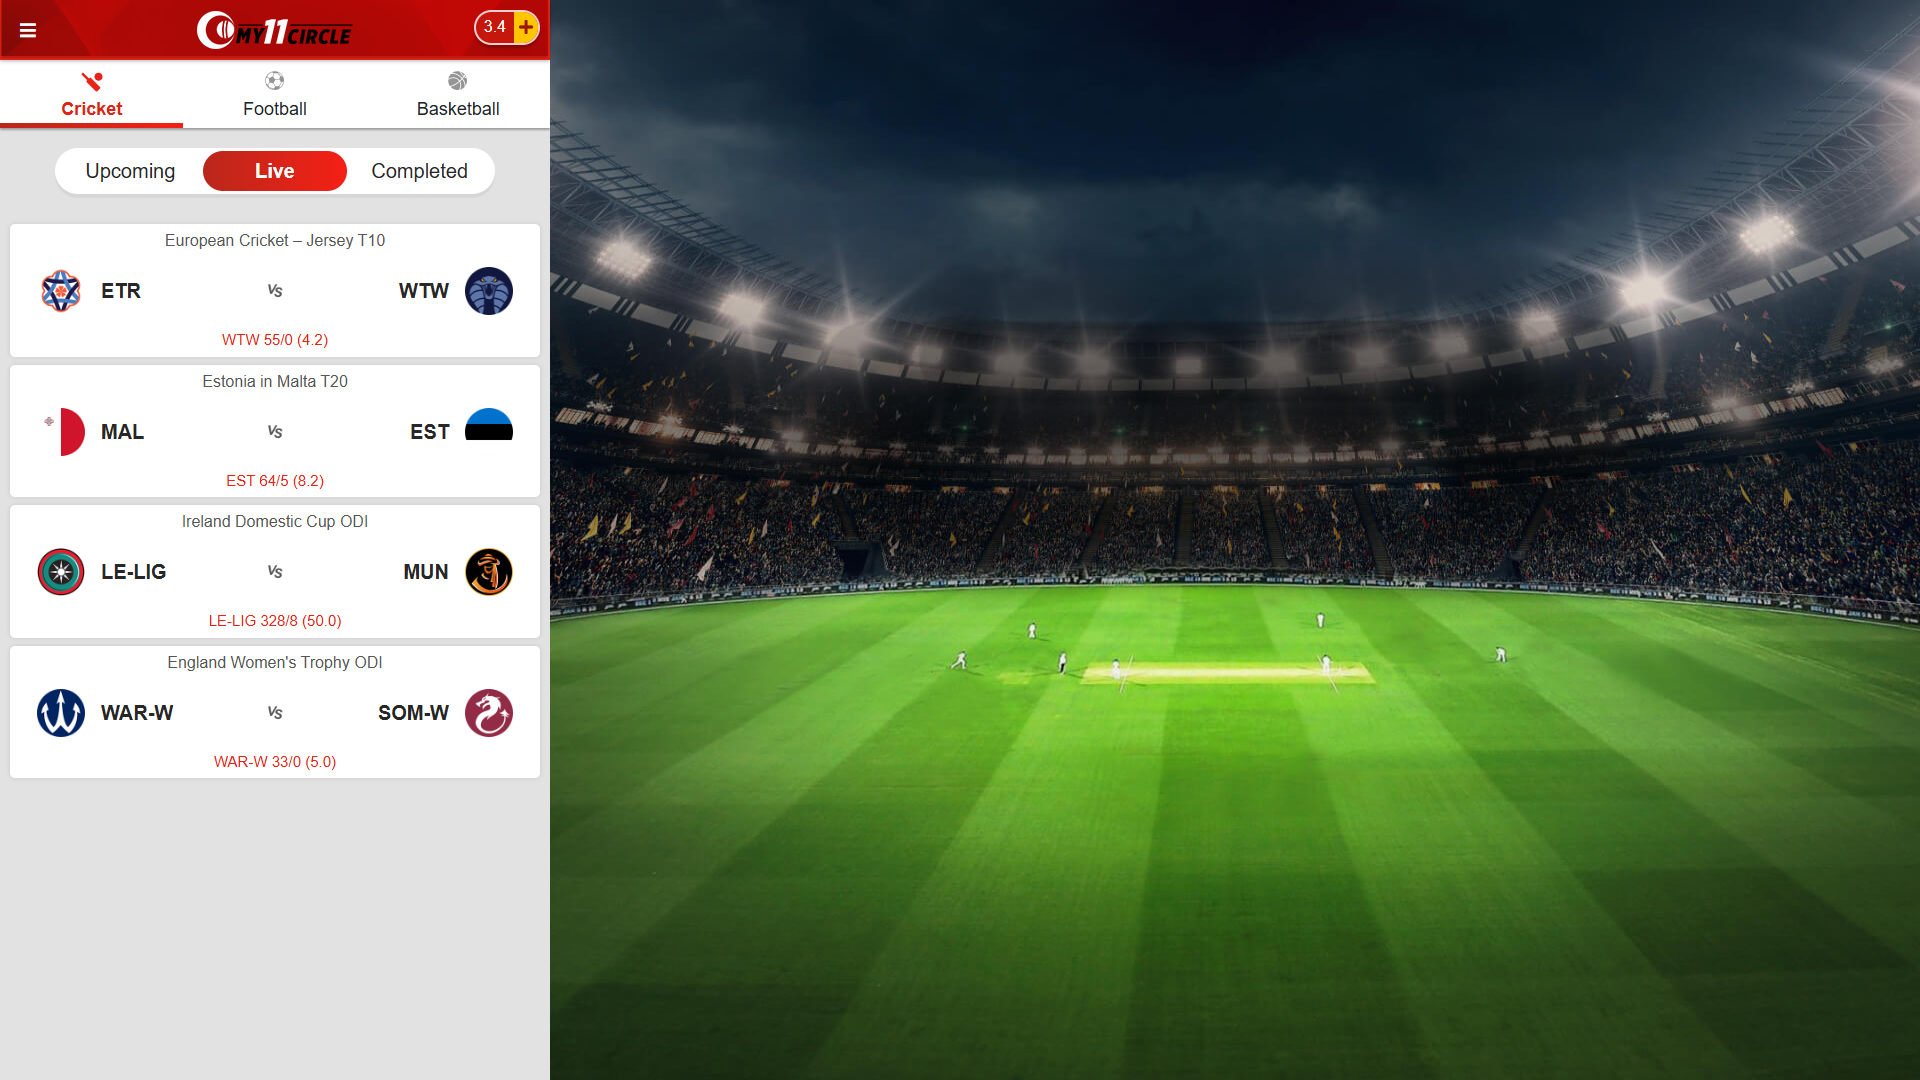 MY11CIRCLE
3.4 +
Cricket
Football
Basketball
Upcoming
Live
Completed
European Cricket – Jersey T10
ETR
VS
WTW
WTW 55/0 (4.2)
Estonia in Malta T20
MAL
VS
EST
EST 64/5 (8.2)
Ireland Domestic Cup ODI
LE-LIG
VS
MUN
LE-LIG 328/8 (50.0)
England Women's Trophy ODI
WAR-W
VS
SOM-W
WAR-W 33/0 (5.0)